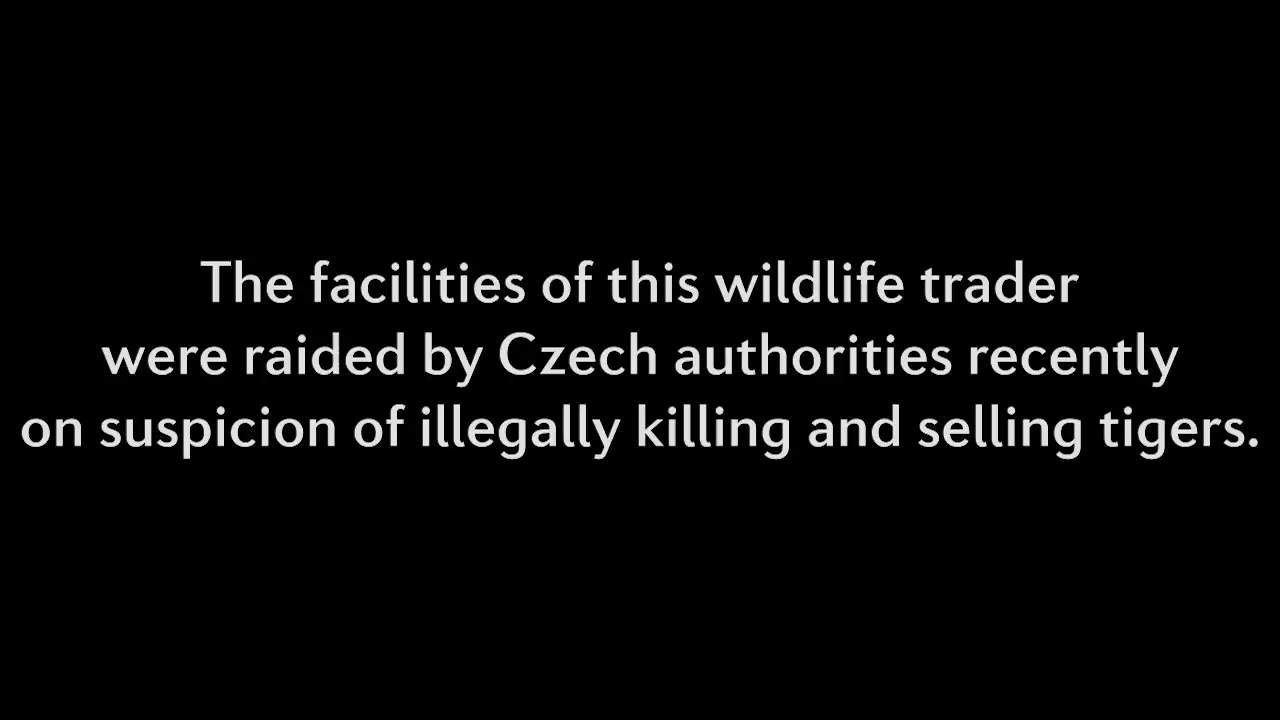 The facilities of this wildlife trader
were raided by Czech authorities recently
on suspicion of illegally killing and selling tigers.